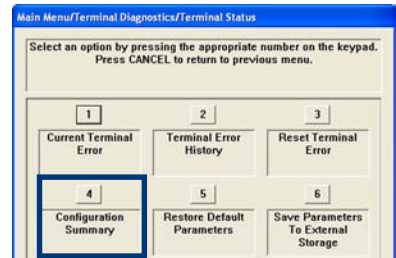 Main Menu/Terminal Diagnostics/Terminal Status
Select an option by pressing the appropriate number on the keypad.
Press CANCEL to return to previous menu.
1 2 3
Current Terminal Error Terminal Error History Reset Terminal Error
4 5 6
Configuration Summary Restore Default Parameters Save Parameters To External Storage